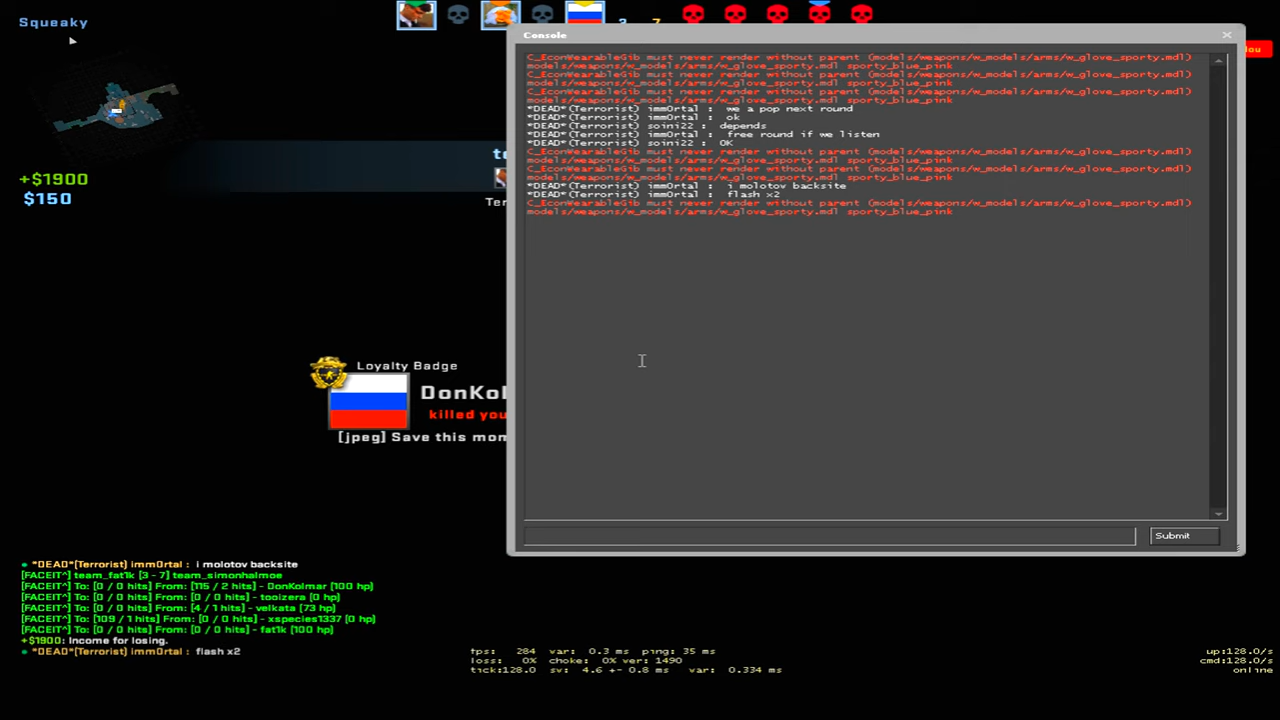 Squeaky
3 7
+$1900
$150
Console
C_EconWearableGib must never render without parent (models/weapons/w_models/arms/w_glove_sporty.mdl)
models/weapons/w_models/arms/w_glove_sporty.mdl sporty_blue_pink
C_EconWearableGib must never render without parent (models/weapons/w_models/arms/w_glove_sporty.mdl)
models/weapons/w_models/arms/w_glove_sporty.mdl sporty_blue_pink
C_EconWearableGib must never render without parent (models/weapons/w_models/arms/w_glove_sporty.mdl)
models/weapons/w_models/arms/w_glove_sporty.mdl sporty_blue_pink
*DEAD*(Terrorist) imm0rtal : we a pop next round
*DEAD*(Terrorist) imm0rtal : ok
*DEAD*(Terrorist) soini22 : depends
*DEAD*(Terrorist) imm0rtal : free round if we listen
*DEAD*(Terrorist) soini22 : OK
C_EconWearableGib must never render without parent (models/weapons/w_models/arms/w_glove_sporty.mdl)
models/weapons/w_models/arms/w_glove_sporty.mdl sporty_blue_pink
C_EconWearableGib must never render without parent (models/weapons/w_models/arms/w_glove_sporty.mdl)
models/weapons/w_models/arms/w_glove_sporty.mdl sporty_blue_pink
*DEAD*(Terrorist) imm0rtal : i molotov backsite
*DEAD*(Terrorist) imm0rtal : flash x2
C_EconWearableGib must never render without parent (models/weapons/w_models/arms/w_glove_sporty.mdl)
models/weapons/w_models/arms/w_glove_sporty.mdl sporty_blue_pink
Submit
Loyalty Badge
DonKol
killed you
[jpeg] Save this mom
Ter
*DEAD*[Terrorist] imm0rtal : i molotov backsite
[FACEIT^] team_fat1k [3 - 7] team_simonhalmoe
[FACEIT^] To: [0 / 0 hits] From: [115 / 2 hits] - DonKolmar [100 hp]
[FACEIT^] To: [0 / 0 hits] From: [0 / 0 hits] - toolzera [0 hp]
[FACEIT^] To: [0 / 0 hits] From: [4 / 1 hits] - velkata [73 hp]
[FACEIT^] To: [109 / 1 hits] From: [0 / 0 hits] - xspecies1337 [0 hp]
[FACEIT^] To: [0 / 0 hits] From: [0 / 0 hits] - fat1k [100 hp]
+$1900: Income for losing.
*DEAD*[Terrorist] imm0rtal : flash x2
fps: 284 var: 0.3 ms ping: 35 ms
loss: 0% choke: 0% ver: 1490
tick:128.0 sv: 4.6 +- 0.8 ms var: 0.334 ms
up:128.0/s
cmd:128.0/s
online